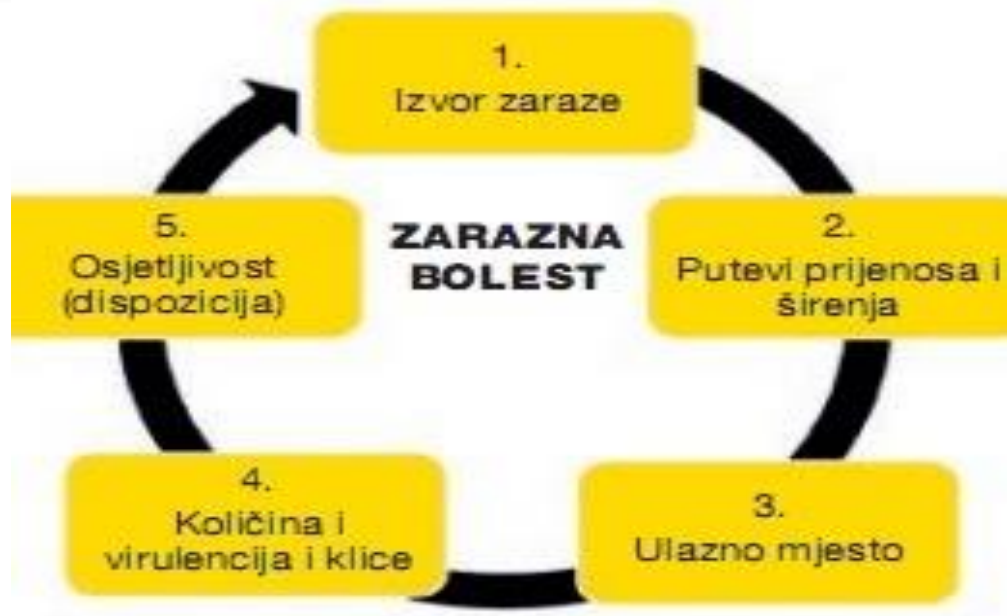 1.
Izvor zaraze
ZARAZNA
BOLEST
2.
Putevi prijenosa i
širenja
3.
Ulazno mjesto
4.
Količina i
virulencija i klice
5.
Osjetljivost
(dispozicija)